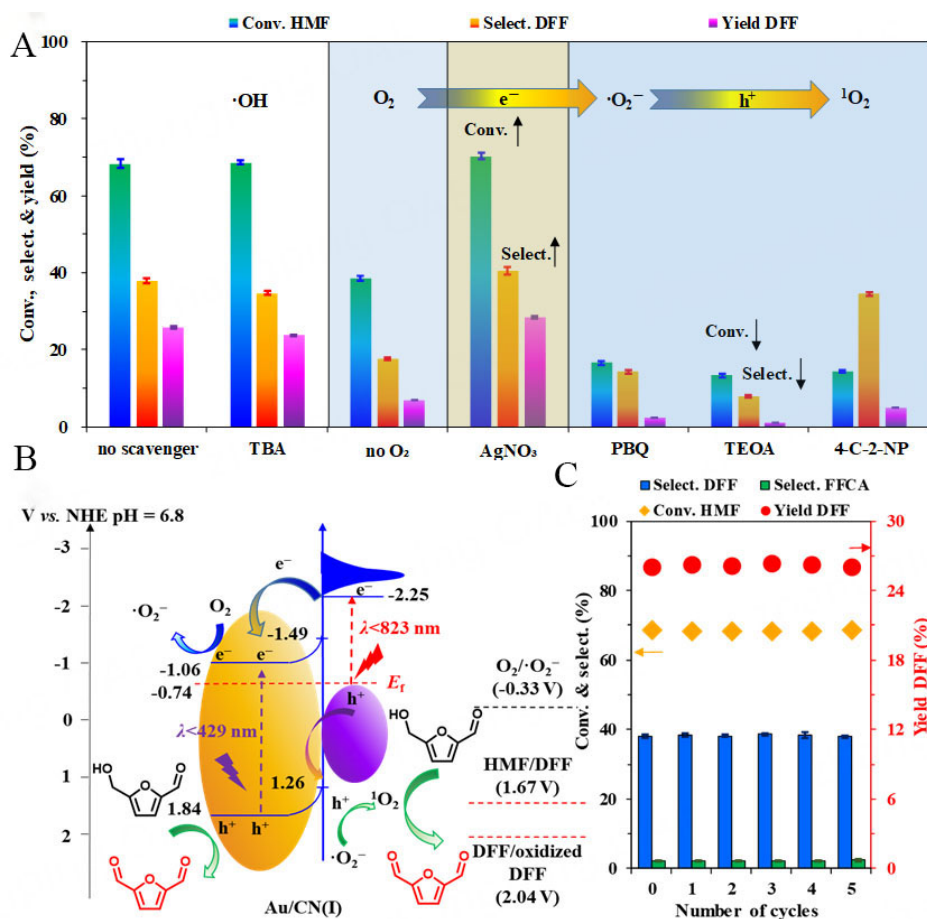 A
Conv. HMF
Select. DFF
Yield DFF
Conv., select. & yield (%)
100
80
60
40
20
0
·OH
O₂
e⁻
·O₂⁻
h⁺
¹O₂
Conv.
Select.
Conv.
Select.
no scavenger
TBA
no O₂
AgNO₃
PBQ
TEOA
4-C-2-NP
B
V vs. NHE pH = 6.8
-3
-2
-1
0
1
2
e⁻
e⁻
-2.25
·O₂⁻
O₂
-1.49
λ<823 nm
e⁻
e⁻
-1.06
-0.74
E_f
h⁺
O₂/·O₂⁻
(-0.33 V)
λ<429 nm
HO
O
O
HO
O
O
1.26
HMF/DFF
(1.67 V)
1.84
h⁺
¹O₂
h⁺
h⁺
·O₂⁻
DFF/oxidized
DFF
(2.04 V)
O
O
O
O
O
O
Au/CN(I)
C
Select. DFF
Select. FFCA
Conv. HMF
Yield DFF
Conv. & select. (%)
100
80
60
40
20
0
30
24
18
12
6
0
Yield DFF (%)
0
1
2
3
4
5
Number of cycles